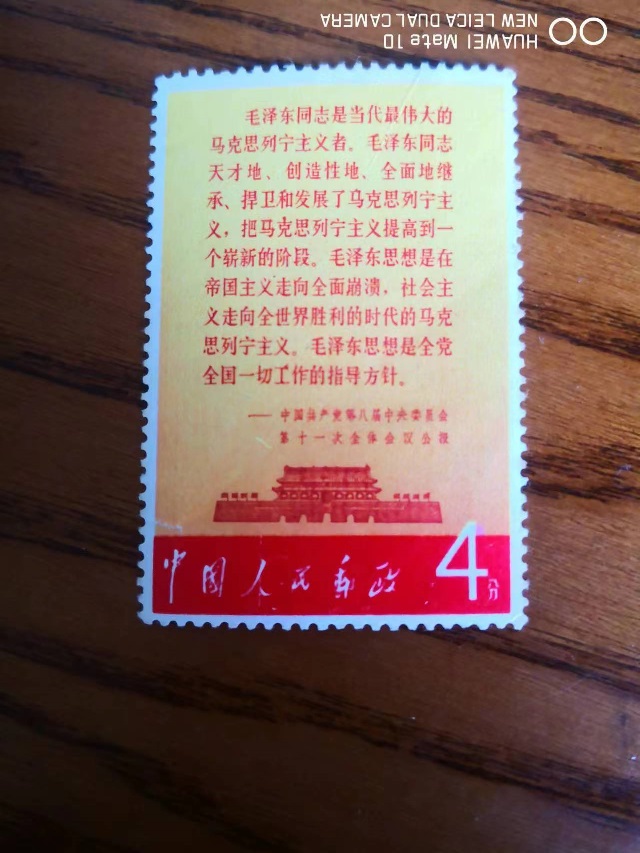 毛泽东同志是当代最伟大的
马克思列宁主义者。毛泽东同志
天才地、创造性地、全面地继
承、捍卫和发展了马克思列宁主
义，把马克思列宁主义提高到一
个崭新的阶段。毛泽东思想是在
帝国主义走向全面崩溃，社会主
义走向全世界胜利的时代的马克
思列宁主义。毛泽东思想是全党
全国一切工作的指导方针。
——中国共产党第八届中央委员会
第十一次全体会议公报
中国人民邮政
4分
HUAWEI Mate 10
NEW LEICA DUAL CAMERA